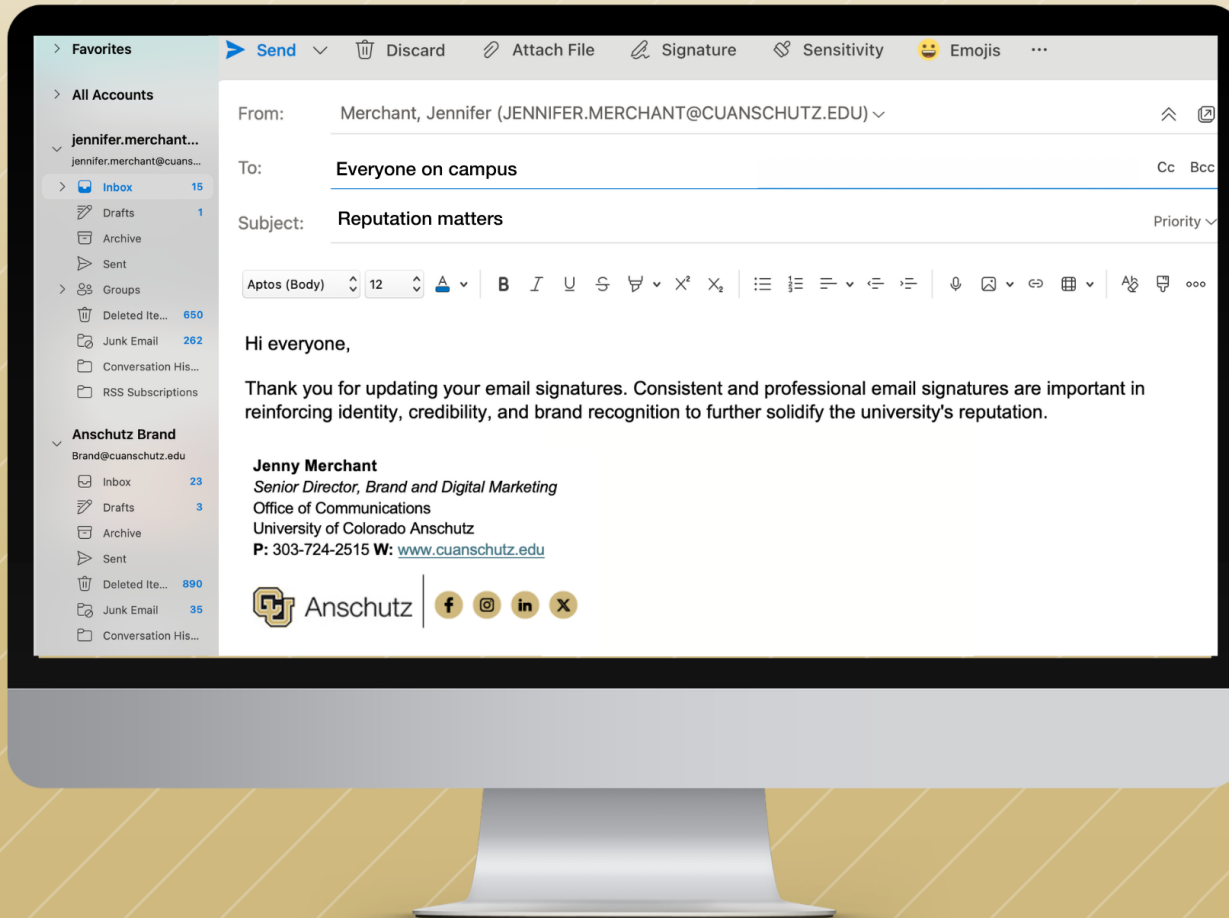 Favorites
All Accounts
jennifer.merchant...
jennifer.merchant@cuans...
Inbox 15
Drafts 1
Archive
Sent
Groups
Deleted Ite... 650
Junk Email 262
Conversation His...
RSS Subscriptions
Anschutz Brand
Brand@cuanschutz.edu
Inbox 23
Drafts 3
Archive
Sent
Deleted Ite... 890
Junk Email 35
Conversation His...
Send Discard Attach File Signature Sensitivity Emojis ...
From: Merchant, Jennifer (JENNIFER.MERCHANT@CUANSCHUTZ.EDU)
To: Everyone on campus Cc Bcc
Subject: Reputation matters Priority
Aptos (Body) 12 A B I U S X² X₂
Hi everyone,
Thank you for updating your email signatures. Consistent and professional email signatures are important in
reinforcing identity, credibility, and brand recognition to further solidify the university's reputation.
Jenny Merchant
Senior Director, Brand and Digital Marketing
Office of Communications
University of Colorado Anschutz
P: 303-724-2515 W: www.cuanschutz.edu
CU Anschutz f in X